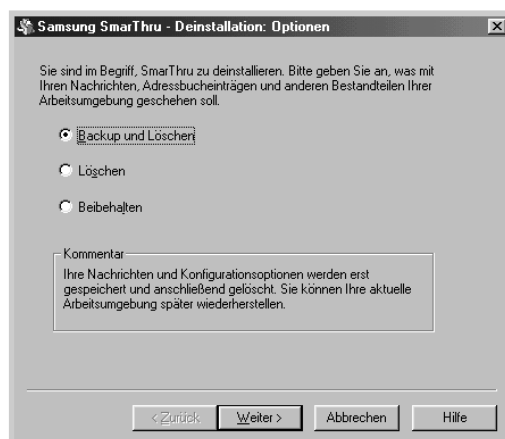 Samsung SmarThru - Deinstallation: Optionen
Sie sind im Begriff, SmarThru zu deinstallieren. Bitte geben Sie an, was mit
Ihren Nachrichten, Adressbucheinträgen und anderen Bestandteilen Ihrer
Arbeitsumgebung geschehen soll.
Backup und Löschen
Löschen
Beibehalten
Kommentar
Ihre Nachrichten und Konfigurationsoptionen werden erst
gespeichert und anschließend gelöscht. Sie können Ihre aktuelle
Arbeitsumgebung später wiederherstellen.
< Zurück
Weiter >
Abbrechen
Hilfe